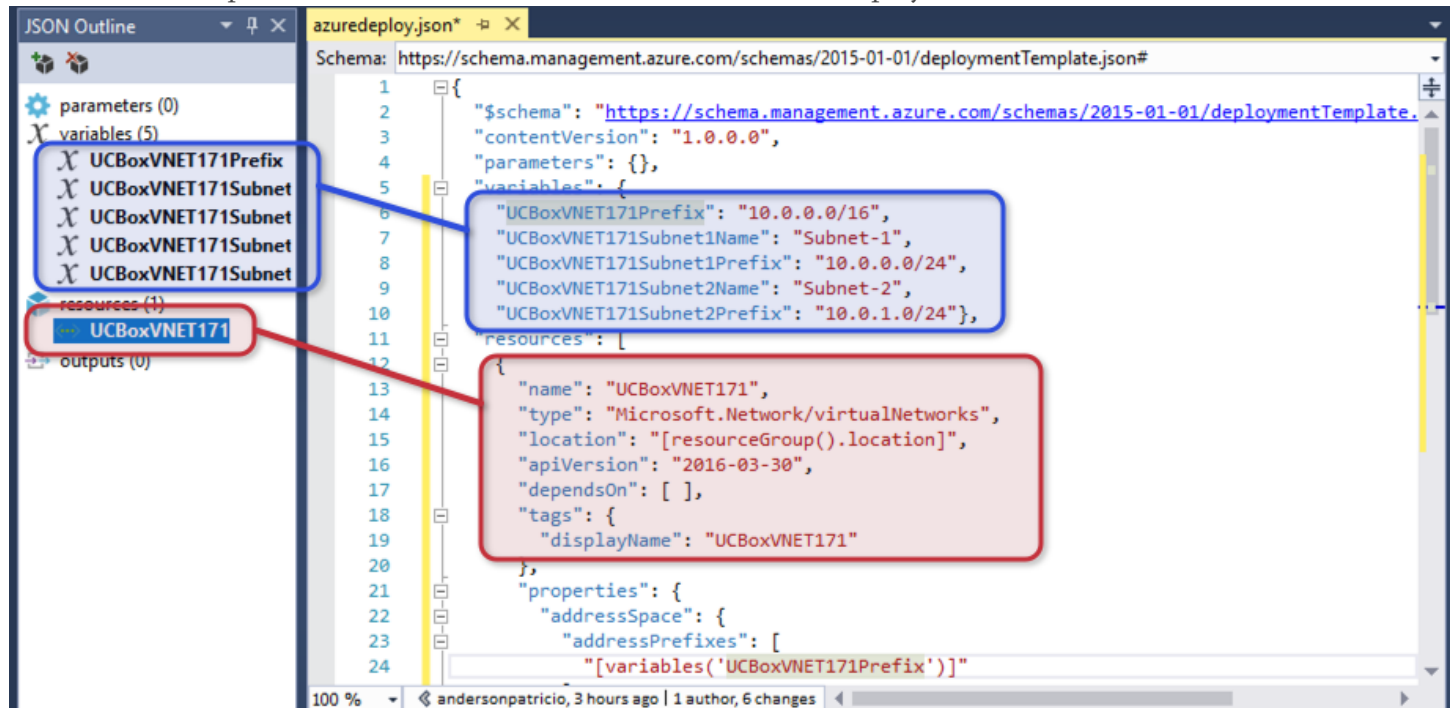 JSON Outline
azuredeploy.json*
Schema: https://schema.management.azure.com/schemas/2015-01-01/deploymentTemplate.json#
parameters (0)
variables (5)
UCBoxVNET171Prefix
UCBoxVNET171Subnet
UCBoxVNET171Subnet
UCBoxVNET171Subnet
UCBoxVNET171Subnet
resources (1)
UCBoxVNET171
outputs (0)
1 {
2 "$schema": "https://schema.management.azure.com/schemas/2015-01-01/deploymentTemplate.
3 "contentVersion": "1.0.0.0",
4 "parameters": {},
5 "variables": {
6 "UCBoxVNET171Prefix": "10.0.0.0/16",
7 "UCBoxVNET171Subnet1Name": "Subnet-1",
8 "UCBoxVNET171Subnet1Prefix": "10.0.0.0/24",
9 "UCBoxVNET171Subnet2Name": "Subnet-2",
10 "UCBoxVNET171Subnet2Prefix": "10.0.1.0/24"},
11 "resources": [
12 {
13 "name": "UCBoxVNET171",
14 "type": "Microsoft.Network/virtualNetworks",
15 "location": "[resourceGroup().location]",
16 "apiVersion": "2016-03-30",
17 "dependsOn": [ ],
18 "tags": {
19 "displayName": "UCBoxVNET171"
20 },
21 "properties": {
22 "addressSpace": {
23 "addressPrefixes": [
24 "[variables('UCBoxVNET171Prefix')]"
100 % andersonpatricio, 3 hours ago | 1 author, 6 changes